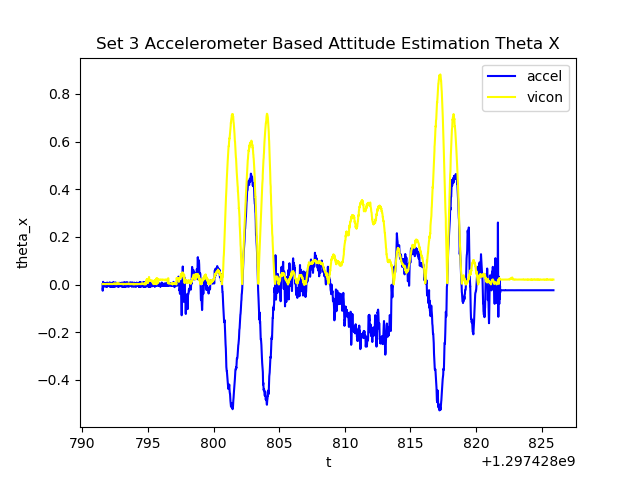 Set 3 Accelerometer Based Attitude Estimation Theta X
accel
vicon
theta_x
0.8
0.6
0.4
0.2
0.0
−0.2
−0.4
790 795 800 805 810 815 820 825
t
+1.297428e9